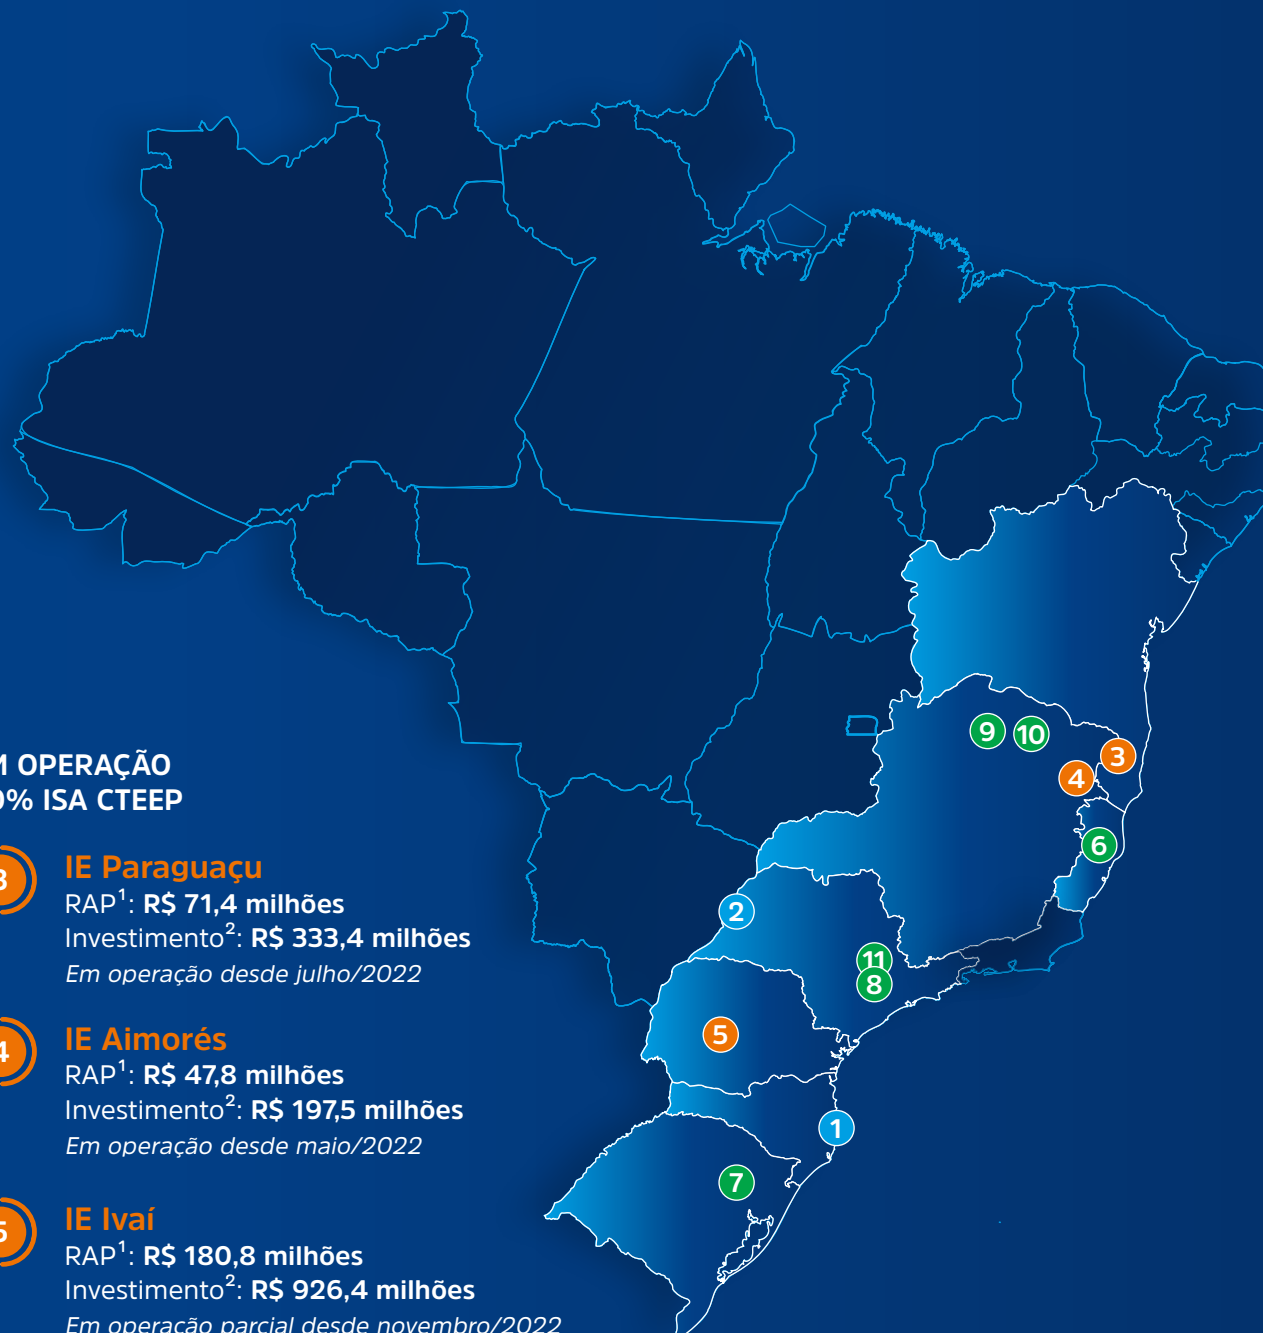 M OPERAÇÃO
0% ISA CTEEP
3
IE Paraguaçu
RAP¹: R$ 71,4 milhões
Investimento²: R$ 333,4 milhões
Em operação desde julho/2022
4
IE Aimorés
RAP¹: R$ 47,8 milhões
Investimento²: R$ 197,5 milhões
Em operação desde maio/2022
5
IE Ivaí
RAP¹: R$ 180,8 milhões
Investimento²: R$ 926,4 milhões
Em operação parcial desde novembro/2022
9
10
3
4
6
2
11
8
5
1
7